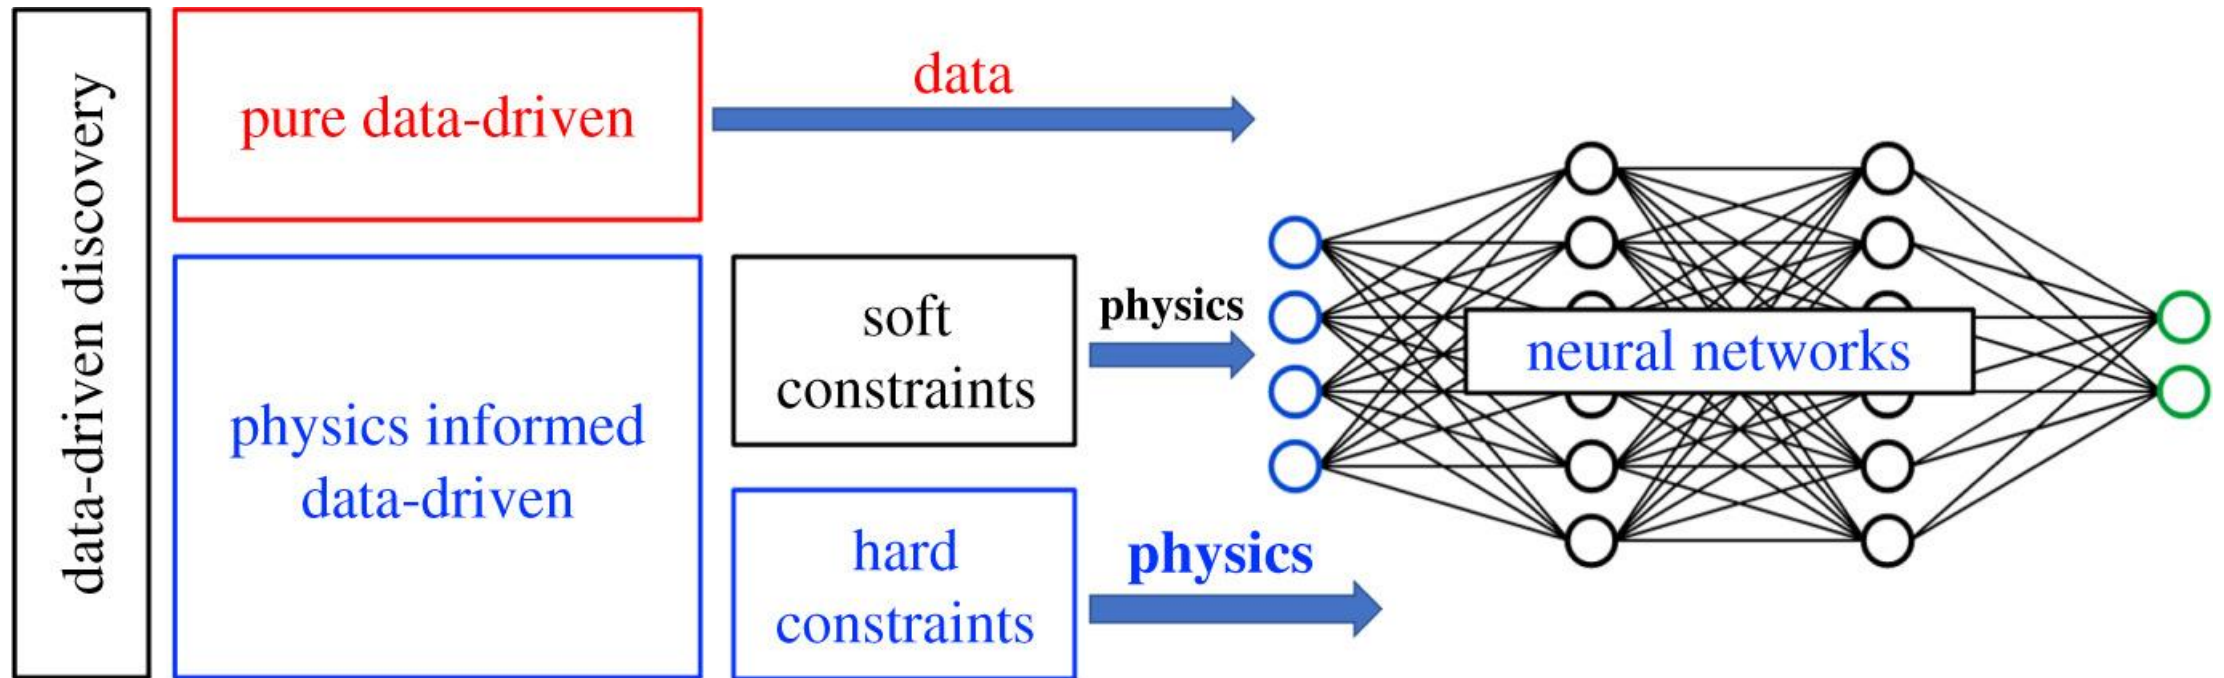 data-driven discovery
pure data-driven
data
physics informed
data-driven
soft
constraints
physics
hard
constraints
physics
neural networks